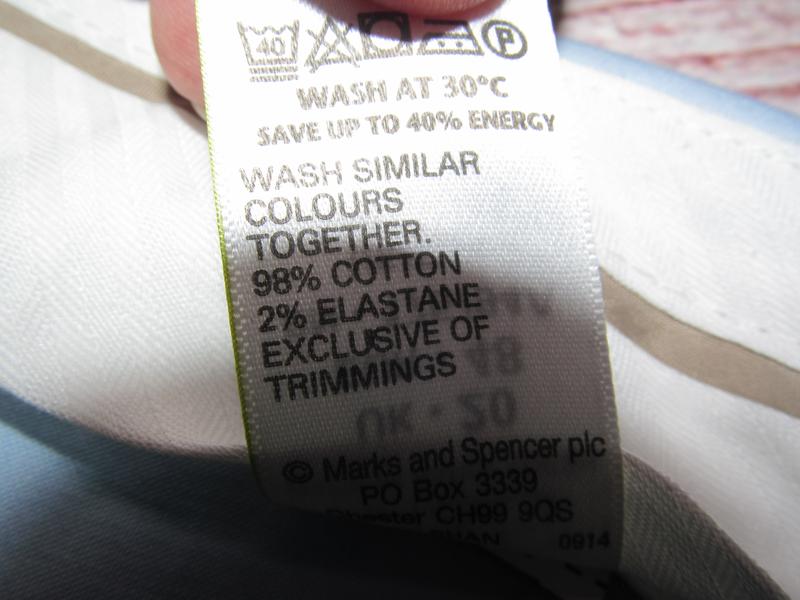 40 P
WASH AT 30°C
SAVE UP TO 40% ENERGY
WASH SIMILAR
COLOURS
TOGETHER.
98% COTTON
2% ELASTANE
EXCLUSIVE OF
TRIMMINGS
© Marks and Spencer plc
PO Box 3339
Chester CH99 9QS
0914